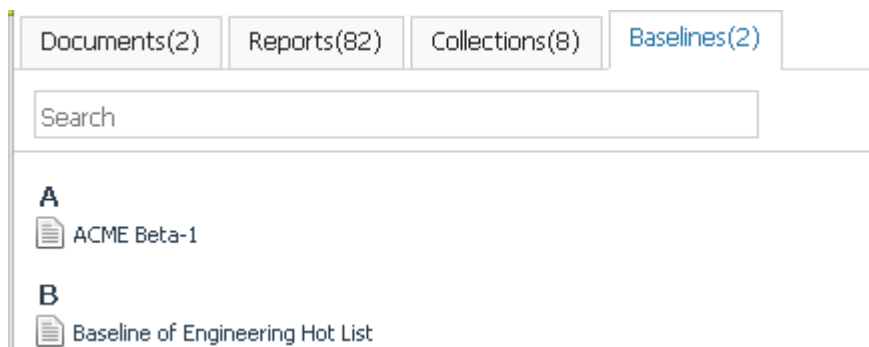 Documents(2) Reports(82) Collections(8) Baselines(2)
Search
A
ACME Beta-1
B
Baseline of Engineering Hot List